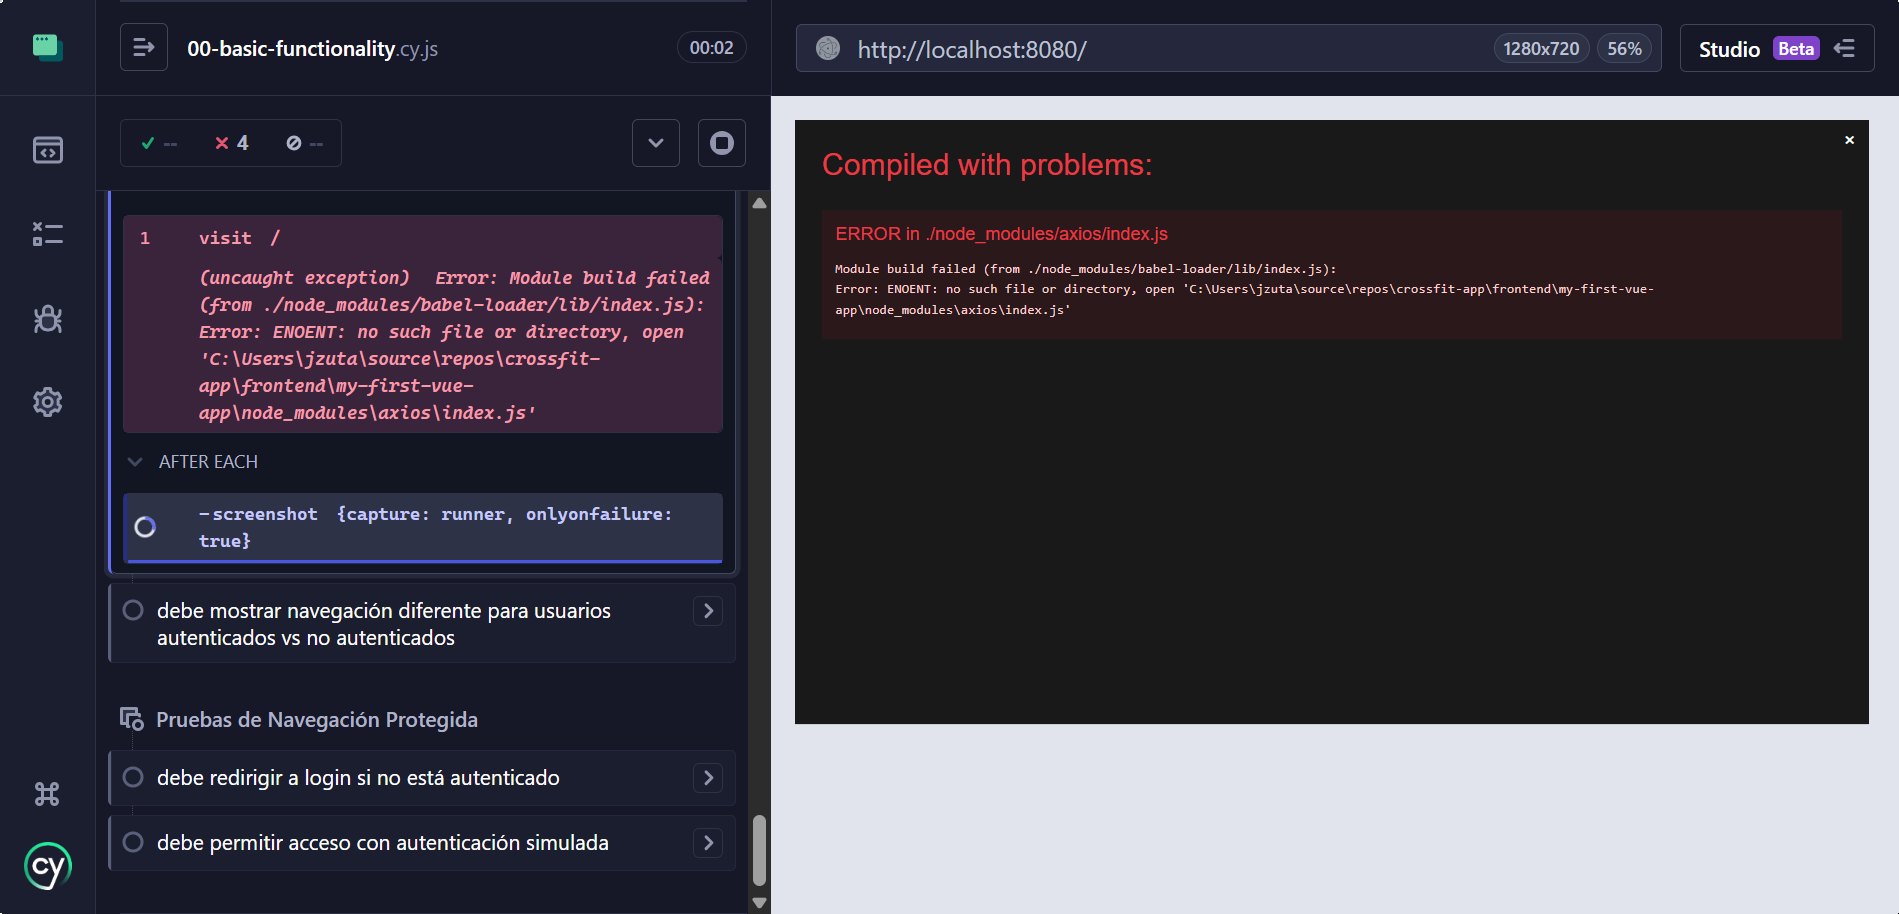 00-basic-functionality.cy.js
00:02
-- 4 --
1 visit /
(uncaught exception) Error: Module build failed
(from ./node_modules/babel-loader/lib/index.js):
Error: ENOENT: no such file or directory, open
'C:\Users\jzuta\source\repos\crossfit-
app\frontend\my-first-vue-
app\node_modules\axios\index.js'
AFTER EACH
-screenshot {capture: runner, onlyonfailure:
true}
debe mostrar navegación diferente para usuarios
autenticados vs no autenticados
Pruebas de Navegación Protegida
debe redirigir a login si no está autenticado
debe permitir acceso con autenticación simulada
cy
http://localhost:8080/
1280x720
56%
Studio Beta
Compiled with problems:
ERROR in ./node_modules/axios/index.js
Module build failed (from ./node_modules/babel-loader/lib/index.js):
Error: ENOENT: no such file or directory, open 'C:\Users\jzuta\source\repos\crossfit-app\frontend\my-first-vue-
app\node_modules\axios\index.js'